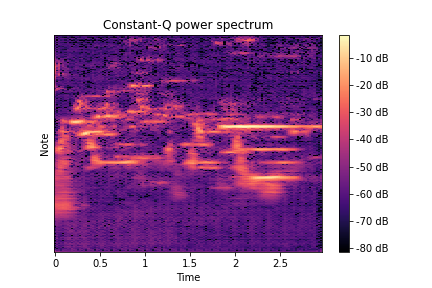 Constant-Q power spectrum
Note
-10 dB
-20 dB
-30 dB
-40 dB
-50 dB
-60 dB
-70 dB
-80 dB
0
0.5
1
1.5
2
2.5
Time